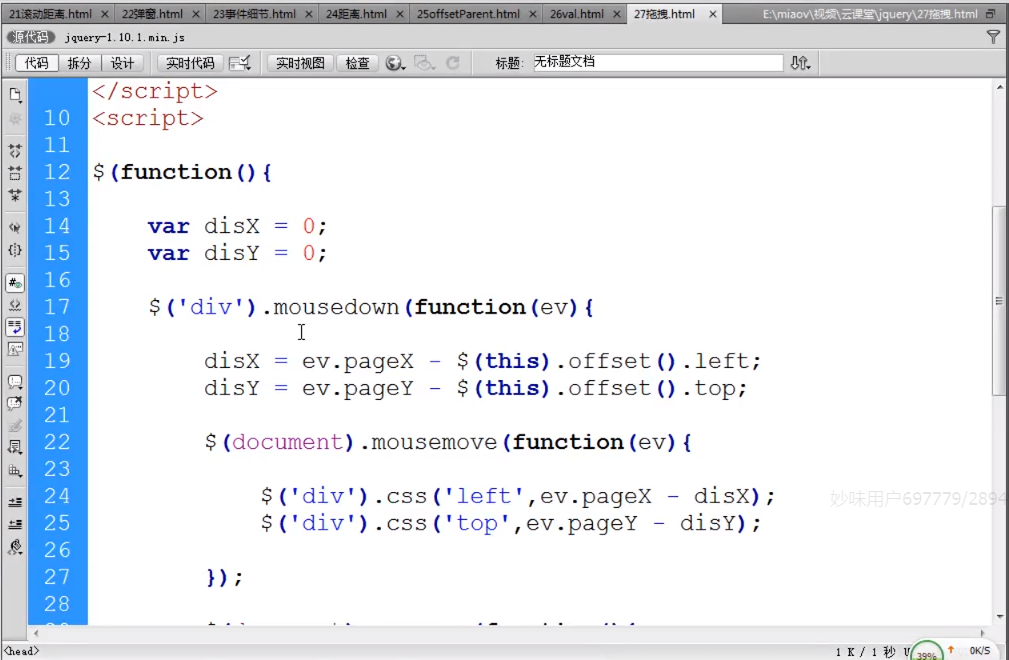 21滚动距离.html × 22弹窗.html × 23事件细节.html × 24距离.html × 25offsetParent.html × 26val.html × 27拖拽.html × E:\miaov\视频\云课堂\jquery\27拖拽.html
源代码 jquery-1.10.1.min.js
代码 拆分 设计 实时代码 实时视图 检查 标题: 无标题文档
</script>
10 <script>
11
12 $(function(){
13
14 var disX = 0;
15 var disY = 0;
16
17 $('div').mousedown(function(ev){
18
19 disX = ev.pageX - $(this).offset().left;
20 disY = ev.pageY - $(this).offset().top;
21
22 $(document).mousemove(function(ev){
23
24 $('div').css('left',ev.pageX - disX);
妙味用户697779/2894
25 $('div').css('top',ev.pageY - disY);
26
27 });
28
<head> 1 K / 1 秒 39% 0K/S